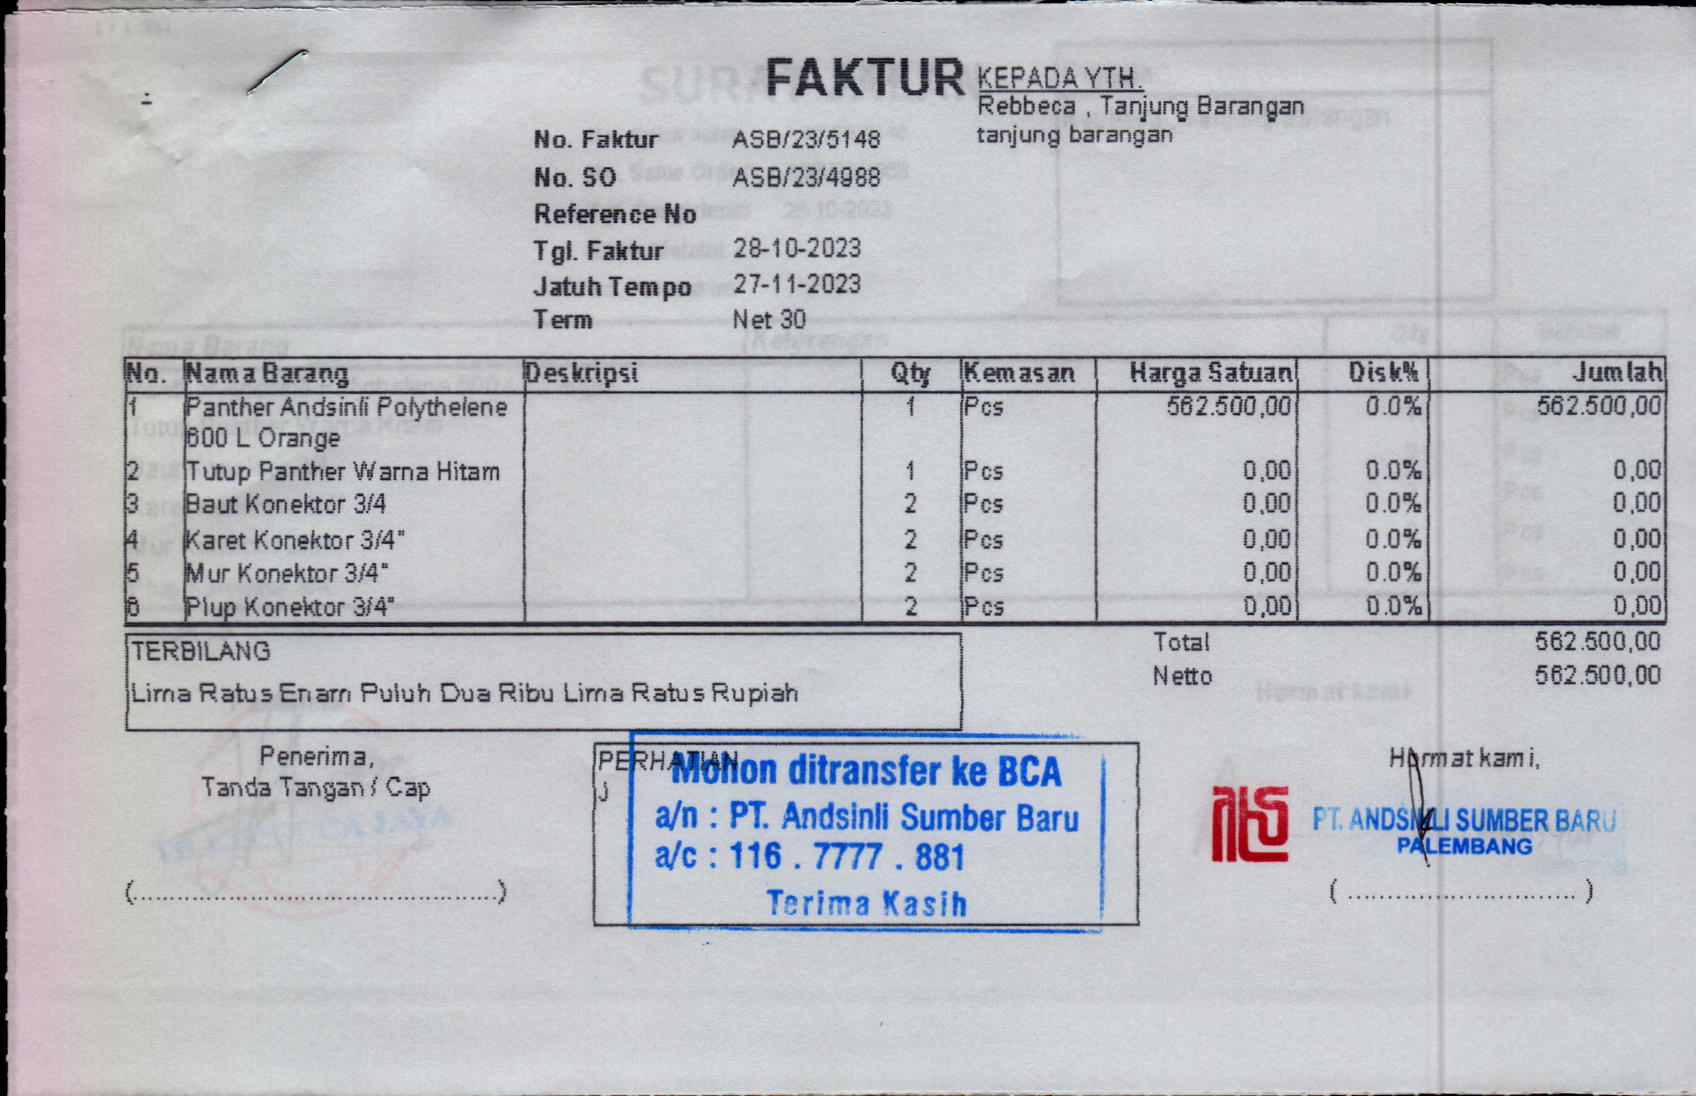 FAKTUR
KEPADA YTH.
Rebbeca , Tanjung Barangan
tanjung barangan
No. Faktur ASB/23/5148
No. SO ASB/23/4988
Reference No
Tgl. Faktur 28-10-2023
Jatuh Tempo 27-11-2023
Term Net 30
No. Nama Barang Deskripsi Qty Kemasan Harga Satuan Disk% Jumlah
1 Panther Andsinli Polythelene 1 Pcs 562.500,00 0.0% 562.500,00
600 L Orange
2 Tutup Panther Warna Hitam 1 Pcs 0,00 0.0% 0,00
3 Baut Konektor 3/4 2 Pcs 0,00 0.0% 0,00
4 Karet Konektor 3/4" 2 Pcs 0,00 0.0% 0,00
5 Mur Konektor 3/4" 2 Pcs 0,00 0.0% 0,00
6 Plup Konektor 3/4" 2 Pcs 0,00 0.0% 0,00
TERBILANG
Lima Ratus Enam Puluh Dua Ribu Lima Ratus Rupiah
Total 562.500,00
Netto 562.500,00
Penerima,
Tanda Tangan / Cap
(................................................)
PERHATIAN
J
Mohon ditransfer ke BCA
a/n : PT. Andsinli Sumber Baru
a/c : 116 . 7777 . 881
Terima Kasih
Hormat kami,
PT. ANDSINLI SUMBER BARU
PALEMBANG
( .............................. )